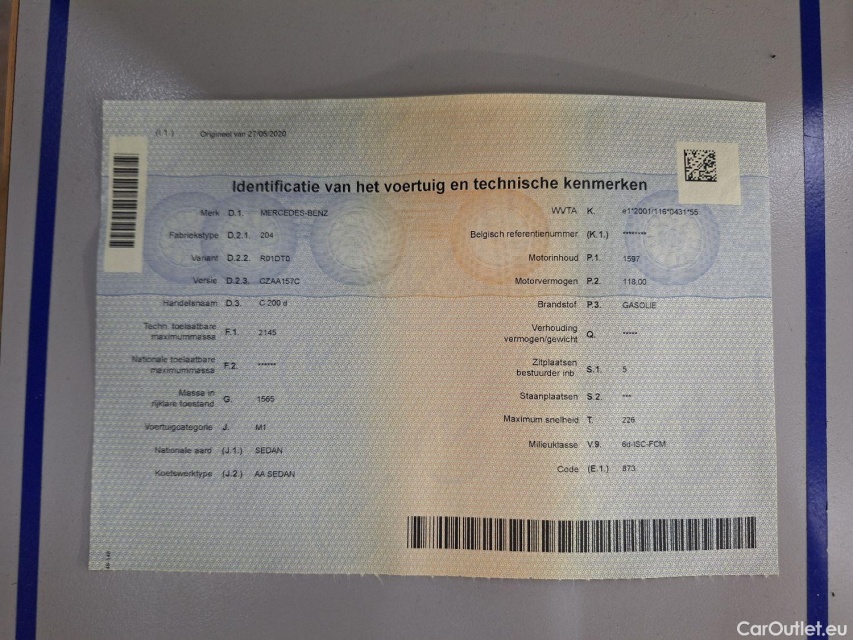 (I.1.) Origineel van 27/05/2020
Identificatie van het voertuig en technische kenmerken
Merk D.1. MERCEDES-BENZ
Fabriekstype D.2.1. 204
Variant D.2.2. R01DT0
Versie D.2.3. CZAA157C
Handelsnaam D.3. C 200 d
Techn. toelaatbare
maximummassa F.1. 2145
Nationale toelaatbare
maximummassa F.2. ******
Massa in
rijklare toestand G. 1565
Voertuigcategorie J. M1
Nationale aard (J.1.) SEDAN
Koetswerktype (J.2.) AA SEDAN
WVTA K. e1*2001/116*0431*55
Belgisch referentienummer (K.1.) ********
Motorinhoud P.1. 1597
Motorvermogen P.2. 118.00
Brandstof P.3. GASOLIE
Verhouding
vermogen/gewicht Q. *****
Zitplaatsen
bestuurder inb S.1. 5
Staanplaatsen S.2. ***
Maximum snelheid T. 226
Milieuklasse V.9. 6d-ISC-FCM
Code (E.1.) 873
CarOutlet.eu